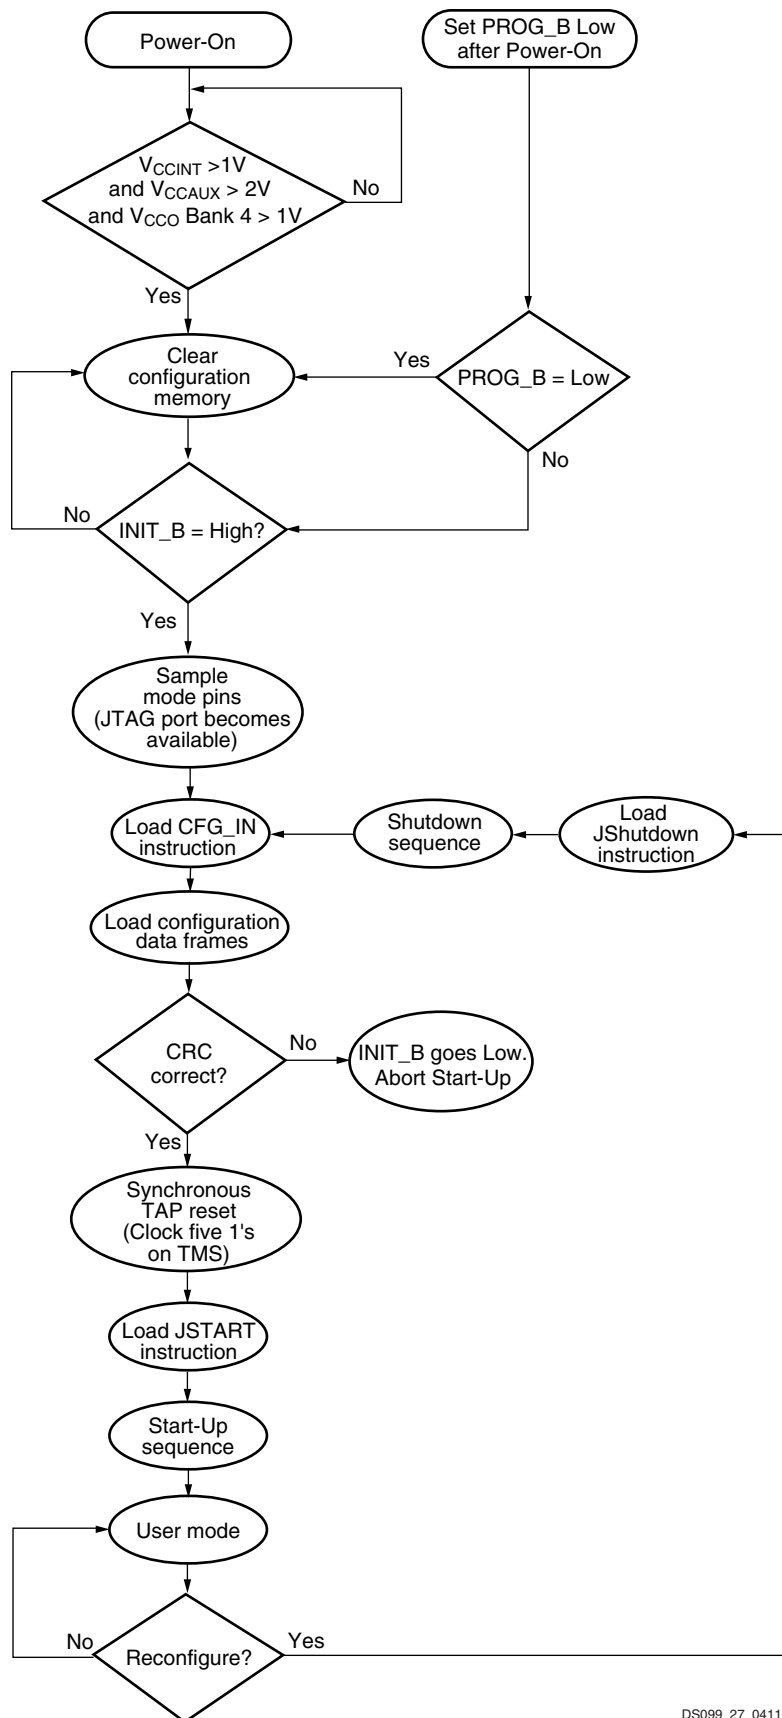 Power-On
Set PROG_B Low
after Power-On
V_CCINT >1V
and V_CCAUX > 2V
and V_CCO Bank 4 > 1V
No
Yes
Clear
configuration
memory
Yes
PROG_B = Low
No
No
INIT_B = High?
Yes
Sample
mode pins
(JTAG port becomes
available)
Load CFG_IN
instruction
Shutdown
sequence
Load
JShutdown
instruction
Load configuration
data frames
CRC
correct?
No
INIT_B goes Low.
Abort Start-Up
Yes
Synchronous
TAP reset
(Clock five 1's
on TMS)
Load JSTART
instruction
Start-Up
sequence
User mode
No
Reconfigure?
Yes
DS099_27_0411